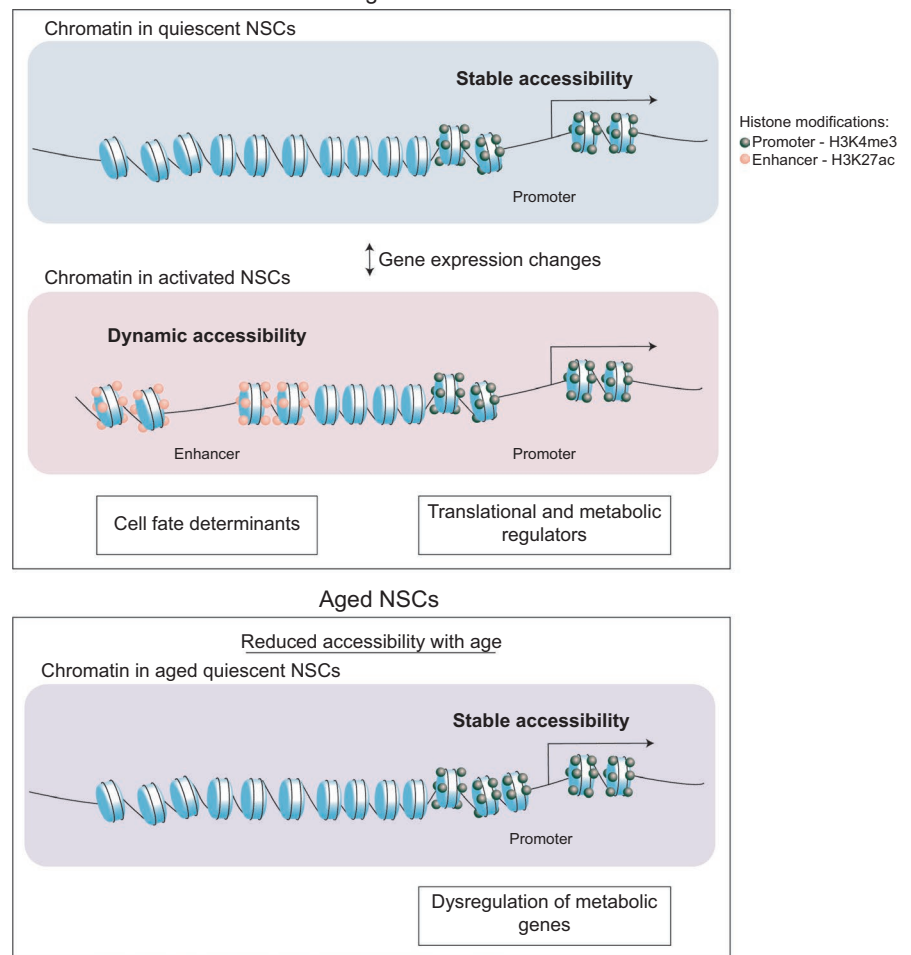 Chromatin in quiescent NSCs
Stable accessibility
Promoter
Histone modifications:
Promoter - H3K4me3
Enhancer - H3K27ac
Gene expression changes
Chromatin in activated NSCs
Dynamic accessibility
Enhancer
Promoter
Cell fate determinants
Translational and metabolic
regulators
Aged NSCs
Reduced accessibility with age
Chromatin in aged quiescent NSCs
Stable accessibility
Promoter
Dysregulation of metabolic
genes